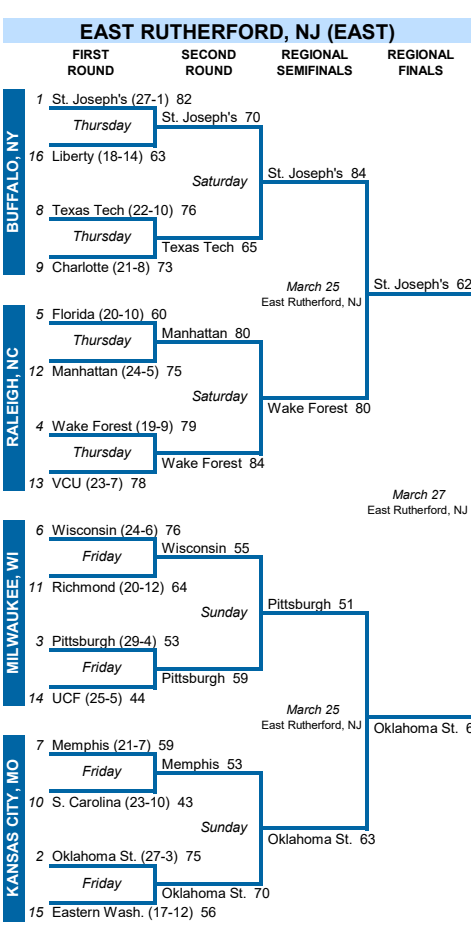 EAST RUTHERFORD, NJ (EAST)
FIRST ROUND
SECOND ROUND
REGIONAL SEMIFINALS
REGIONAL FINALS
BUFFALO, NY
1 St. Joseph's (27-1) 82
Thursday
16 Liberty (18-14) 63
St. Joseph's 70
Saturday
8 Texas Tech (22-10) 76
Thursday
9 Charlotte (21-8) 73
Texas Tech 65
St. Joseph's 84
March 25
East Rutherford, NJ
St. Joseph's 62
RALEIGH, NC
5 Florida (20-10) 60
Thursday
12 Manhattan (24-5) 75
Manhattan 80
Saturday
4 Wake Forest (19-9) 79
Thursday
13 VCU (23-7) 78
Wake Forest 84
Wake Forest 80
March 27
East Rutherford, NJ
MILWAUKEE, WI
6 Wisconsin (24-6) 76
Friday
11 Richmond (20-12) 64
Wisconsin 55
Sunday
3 Pittsburgh (29-4) 53
Friday
14 UCF (25-5) 44
Pittsburgh 59
Pittsburgh 51
March 25
East Rutherford, NJ
Oklahoma St.
KANSAS CITY, MO
7 Memphis (21-7) 59
Friday
10 S. Carolina (23-10) 43
Memphis 53
Sunday
2 Oklahoma St. (27-3) 75
Friday
15 Eastern Wash. (17-12) 56
Oklahoma St. 70
Oklahoma St. 63